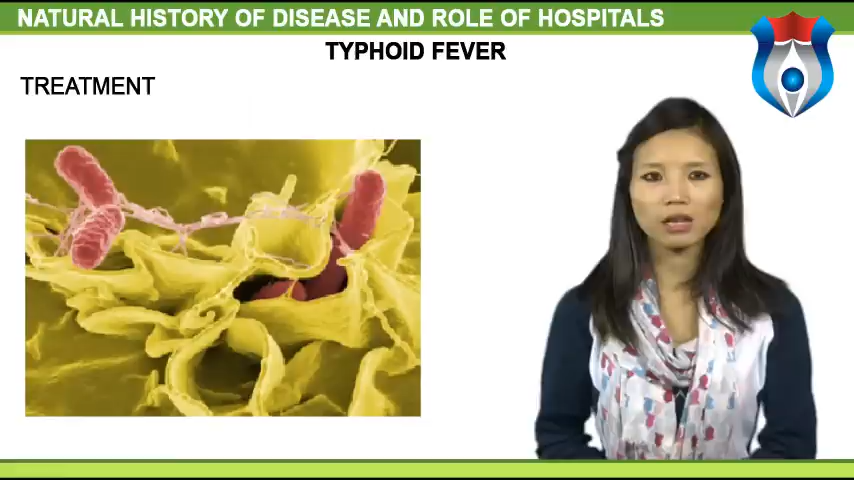 NATURAL HISTORY OF DISEASE AND ROLE OF HOSPITALS
TYPHOID FEVER
TREATMENT